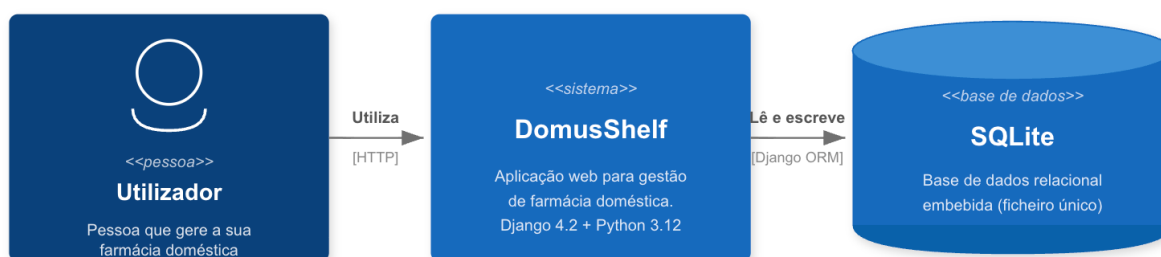 <<pessoa>>
Utilizador
Pessoa que gere a sua
farmácia doméstica
Utiliza
[HTTP]
<<sistema>>
DomusShelf
Aplicação web para gestão
de farmácia doméstica.
Django 4.2 + Python 3.12
Lê e escreve
[Django ORM]
<<base de dados>>
SQLite
Base de dados relacional
embebida (ficheiro único)